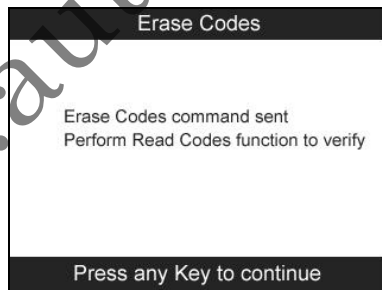 Erase Codes
Erase Codes command sent
Perform Read Codes function to verify
Press any Key to continue